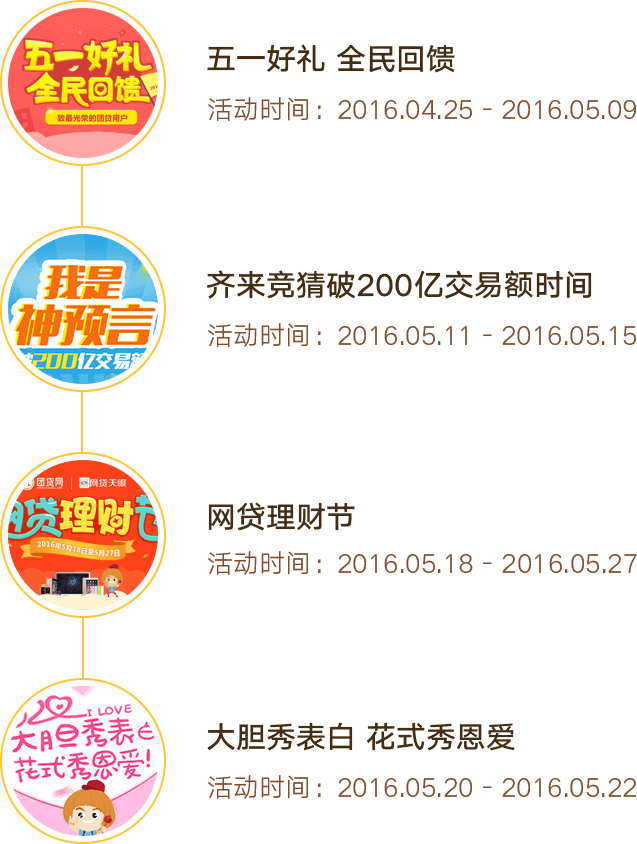 五一好礼
全民回馈
致最光荣的团贷用户
五一好礼 全民回馈
活动时间：2016.04.25 - 2016.05.09
我是
神预言
破200亿交易额
齐来竞猜破200亿交易额时间
活动时间：2016.05.11 - 2016.05.15
团贷网 网贷天眼
网贷理财节
2016年5月18日至5月27日
网贷理财节
活动时间：2016.05.18 - 2016.05.27
520
I LOVE
大胆秀表白
花式秀恩爱!
大胆秀表白 花式秀恩爱
活动时间：2016.05.20 - 2016.05.22